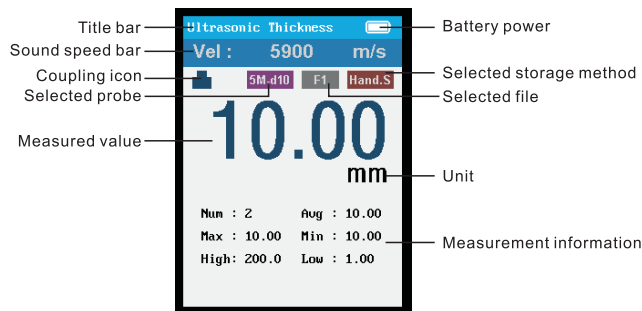 Title bar
Ultrasonic Thickness
Battery power
Sound speed bar
Vel : 5900 m/s
Coupling icon
5M-d10 F1 Hand.S
Selected storage method
Selected probe
Selected file
Measured value
10.00
mm
Unit
Num : 2 Avg : 10.00
Max : 10.00 Min : 10.00
Measurement information
High: 200.0 Low : 1.00